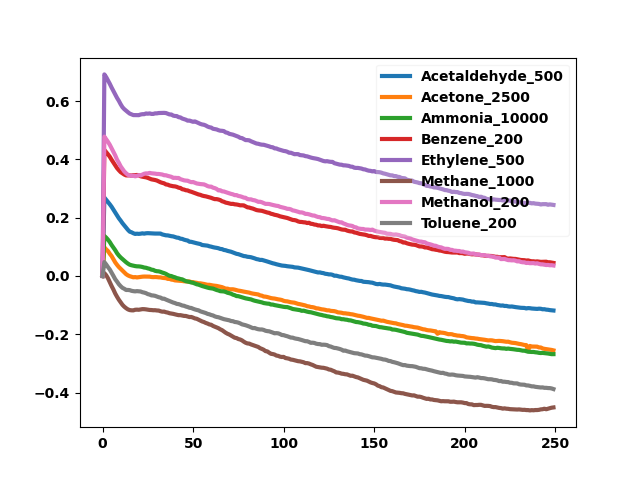 Acetaldehyde_500
Acetone_2500
Ammonia_10000
Benzene_200
Ethylene_500
Methane_1000
Methanol_200
Toluene_200
0.6
0.4
0.2
0.0
−0.2
−0.4
0 50 100 150 200 250